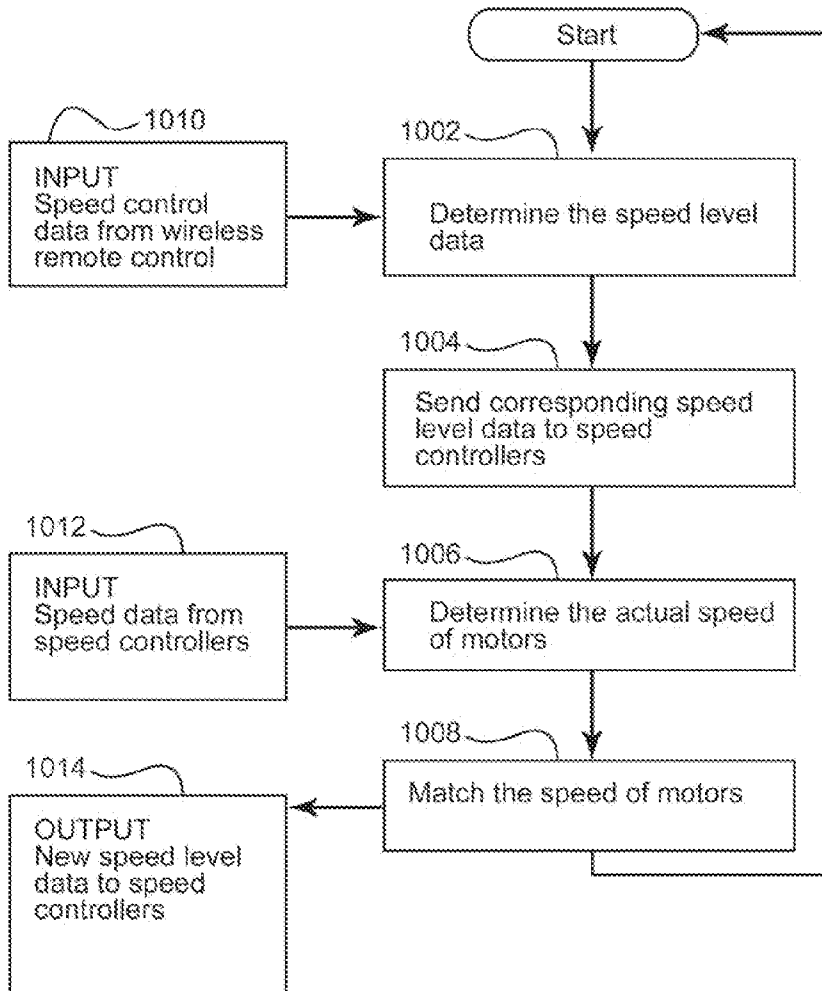 Start
1010
INPUT
Speed control
data from wireless
remote control
1002
Determine the speed level
data
1004
Send corresponding speed
level data to speed
controllers
1012
INPUT
Speed data from
speed controllers
1006
Determine the actual speed
of motors
1008
Match the speed of motors
1014
OUTPUT
New speed level
data to speed
controllers